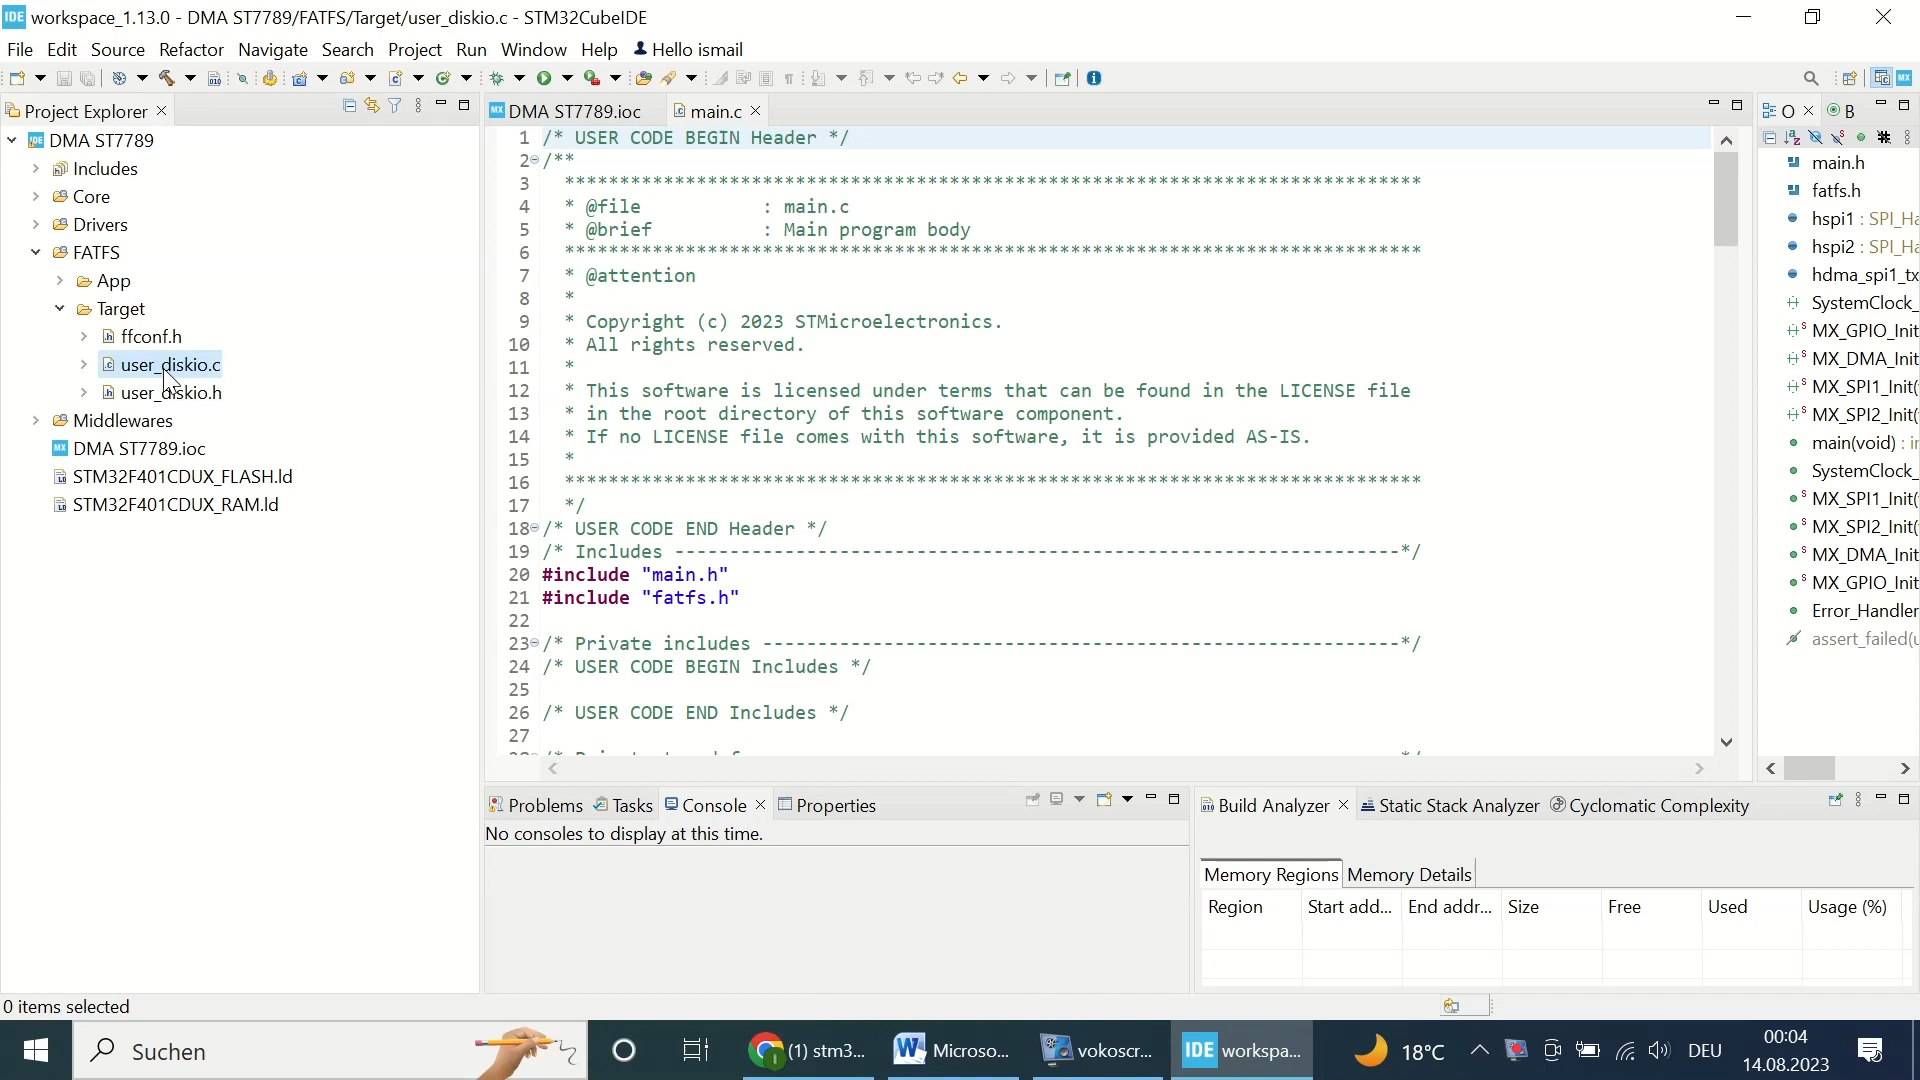 IDE workspace_1.13.0 - DMA ST7789/FATFS/Target/user_diskio.c - STM32CubeIDE
File Edit Source Refactor Navigate Search Project Run Window Help Hello ismail
Project Explorer
DMA ST7789
Includes
Core
Drivers
FATFS
App
Target
ffconf.h
user_diskio.c
user_diskio.h
Middlewares
DMA ST7789.ioc
STM32F401CDUX_FLASH.ld
STM32F401CDUX_RAM.ld
MX DMA ST7789.ioc
main.c
1 /* USER CODE BEGIN Header */
2 /**
3 ******************************************************************************
4 * @file : main.c
5 * @brief : Main program body
6 ******************************************************************************
7 * @attention
8 *
9 * Copyright (c) 2023 STMicroelectronics.
10 * All rights reserved.
11 *
12 * This software is licensed under terms that can be found in the LICENSE file
13 * in the root directory of this software component.
14 * If no LICENSE file comes with this software, it is provided AS-IS.
15 *
16 ******************************************************************************
17 */
18 /* USER CODE END Header */
19 /* Includes ------------------------------------------------------------------*/
20 #include "main.h"
21 #include "fatfs.h"
22
23 /* Private includes ----------------------------------------------------------*/
24 /* USER CODE BEGIN Includes */
25
26 /* USER CODE END Includes */
27
O B
main.h
fatfs.h
hspi1 : SPI_Ha
hspi2 : SPI_Ha
hdma_spi1_tx
SystemClock_
MX_GPIO_Init
MX_DMA_Init
MX_SPI1_Init(
MX_SPI2_Init(
main(void) : in
SystemClock_
MX_SPI1_Init(
MX_SPI2_Init(
MX_DMA_Init
MX_GPIO_Init
Error_Handler
assert_failed(u
Problems Tasks Console Properties
No consoles to display at this time.
Build Analyzer Static Stack Analyzer Cyclomatic Complexity
Memory Regions Memory Details
Region Start add... End addr... Size Free Used Usage (%)
0 items selected
Suchen
(1) stm3...
Microso...
vokoscr...
IDE workspa...
18°C
DEU
00:04
14.08.2023